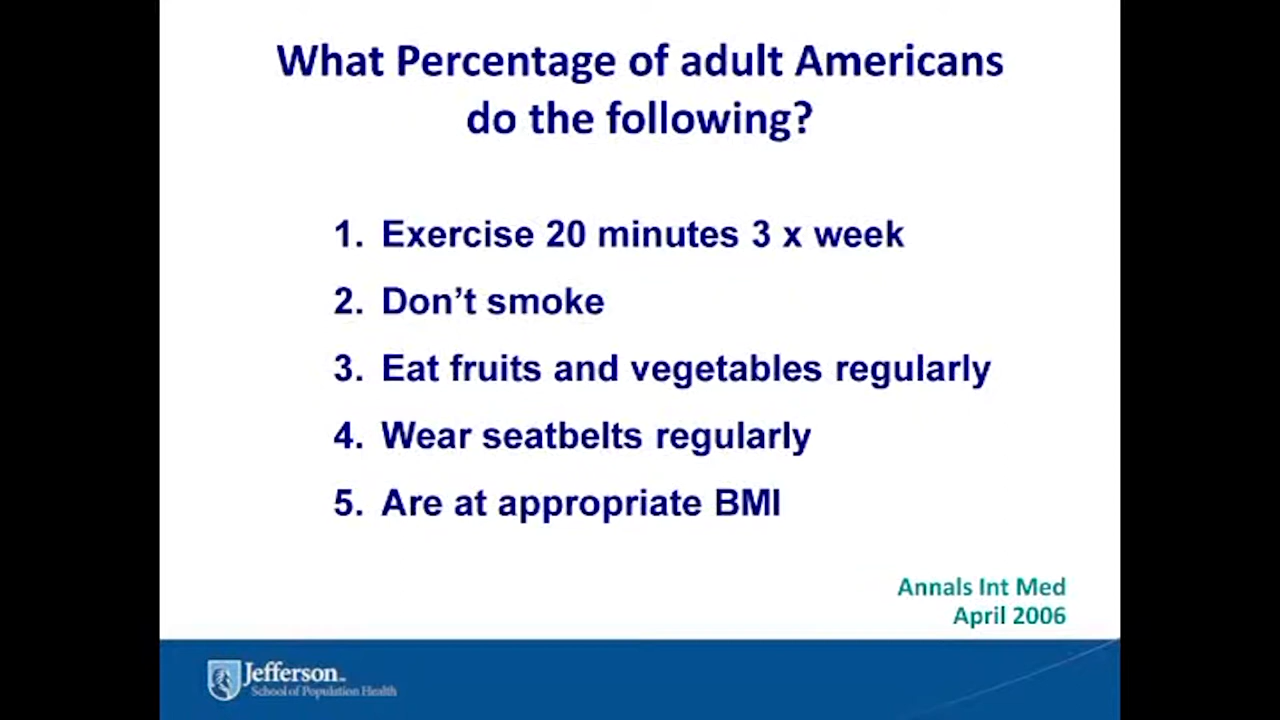 What Percentage of adult Americans
do the following?
1. Exercise 20 minutes 3 x week
2. Don't smoke
3. Eat fruits and vegetables regularly
4. Wear seatbelts regularly
5. Are at appropriate BMI
Annals Int Med
April 2006
Jefferson™
School of Population Health